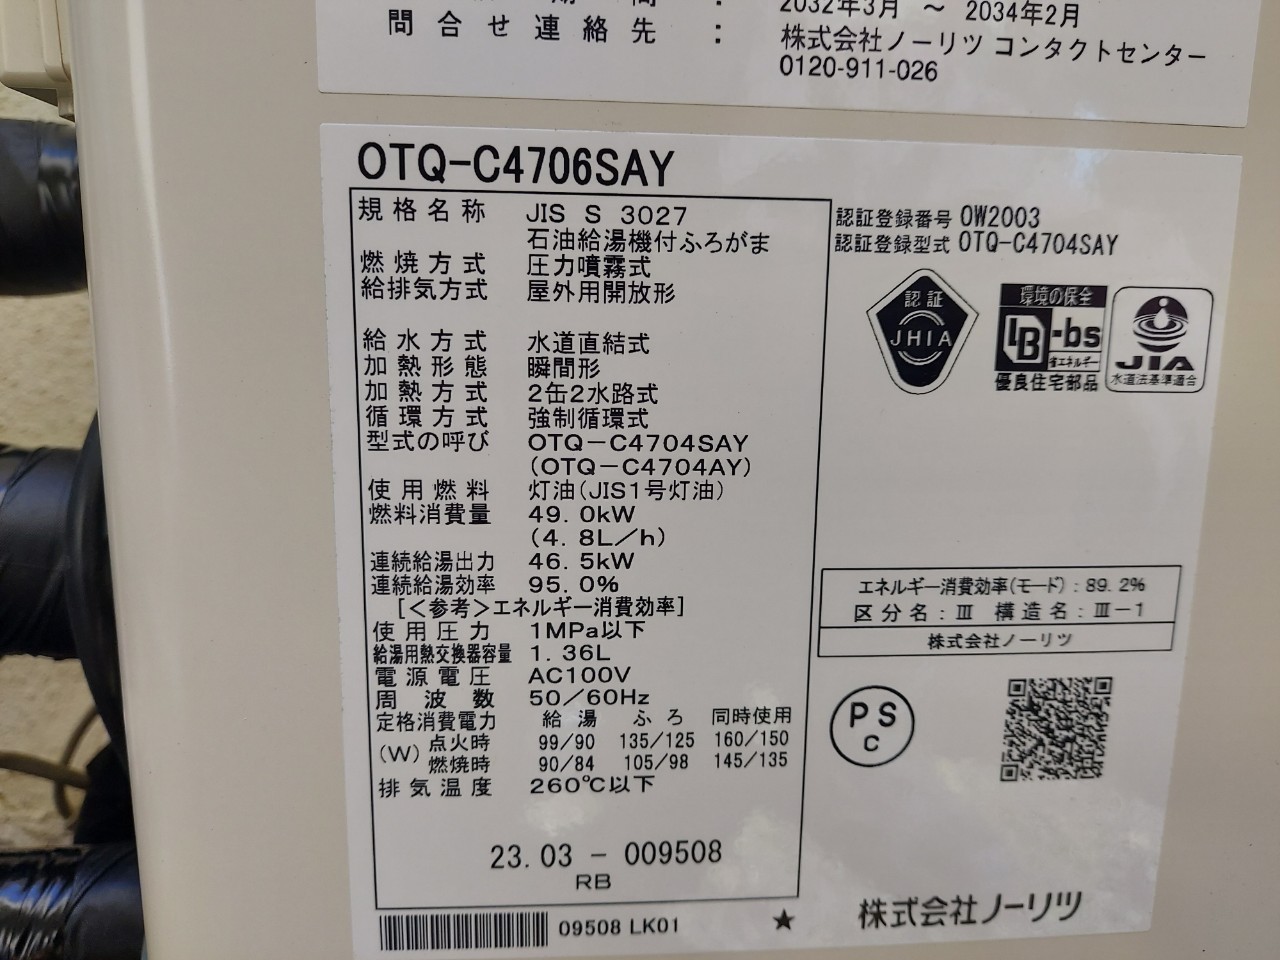 2032年3月 ～ 2034年2月
問合せ連絡先 : 株式会社ノーリツ コンタクトセンター
0120-911-026
OTQ-C4706SAY
規格名称 JIS S 3027
石油給湯機付ふろがま
燃焼方式 圧力噴霧式
給排気方式 屋外用開放形
給水方式 水道直結式
加熱形態 瞬間形
加熱方式 2缶2水路式
循環方式 強制循環式
型式の呼び OTQ-C4704SAY
(OTQ-C4704AY)
使用燃料 灯油(JIS1号灯油)
燃料消費量 49.0kW
(4.8L/h)
連続給湯出力 46.5kW
連続給湯効率 95.0%
[<参考>エネルギー消費効率]
使用圧力 1MPa以下
給湯用熱交換器容量 1.36L
電源電圧 AC100V
周波数 50/60Hz
定格消費電力 給湯 ふろ 同時使用
(W) 点火時 99/90 135/125 160/150
燃焼時 90/84 105/98 145/135
排気温度 260℃以下
23.03 - 009508
RB
09508 LK01 ★
認証登録番号 OW2003
認証登録型式 OTQ-C4704SAY
認証
JHIA
環境の保全
BL-bs
省エネルギー
優良住宅部品
JIA
水道法基準適合
エネルギー消費効率(モード) : 89.2%
区分名 : Ⅲ 構造名 : Ⅲ-1
株式会社ノーリツ
PS
C
株式会社ノーリツ